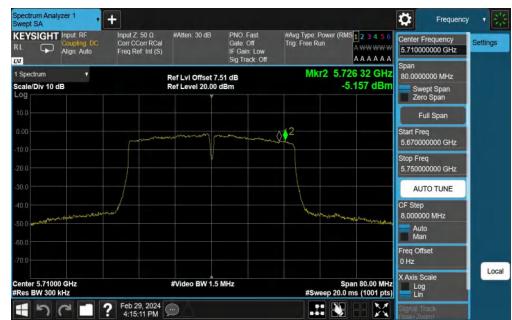 Spectrum Analyzer 1
Swept SA
Frequency
KEYSIGHT
RL
Input: RF
Coupling: DC
Align: Auto
Input Z: 50 Ω
Corr CCorr RCal
Freq Ref: Int (S)
#Atten: 30 dB
PNO: Fast
Gate: Off
IF Gain: Low
Sig Track: Off
#Avg Type: Power (RMS)
Trig: Free Run
1 2 3 4 5 6
A W W W W W
A A A A A A
LV
1 Spectrum
Scale/Div 10 dB
Log
Ref Lvl Offset 7.51 dB
Ref Level 20.00 dBm
Mkr2 5.726 32 GHz
-5.157 dBm
10.0
0.00
-10.0
-20.0
-30.0
-40.0
-50.0
-60.0
-70.0
2
Center 5.71000 GHz
#Res BW 300 kHz
#Video BW 1.5 MHz
Span 80.00 MHz
#Sweep 20.0 ms (1001 pts)
Feb 29, 2024
4:15:11 PM
Center Frequency
5.710000000 GHz
Settings
Span
80.0000000 MHz
Swept Span
Zero Span
Full Span
Start Freq
5.670000000 GHz
Stop Freq
5.750000000 GHz
AUTO TUNE
CF Step
8.000000 MHz
Auto
Man
Freq Offset
0 Hz
X Axis Scale
Log
Lin
Local
Signal Track